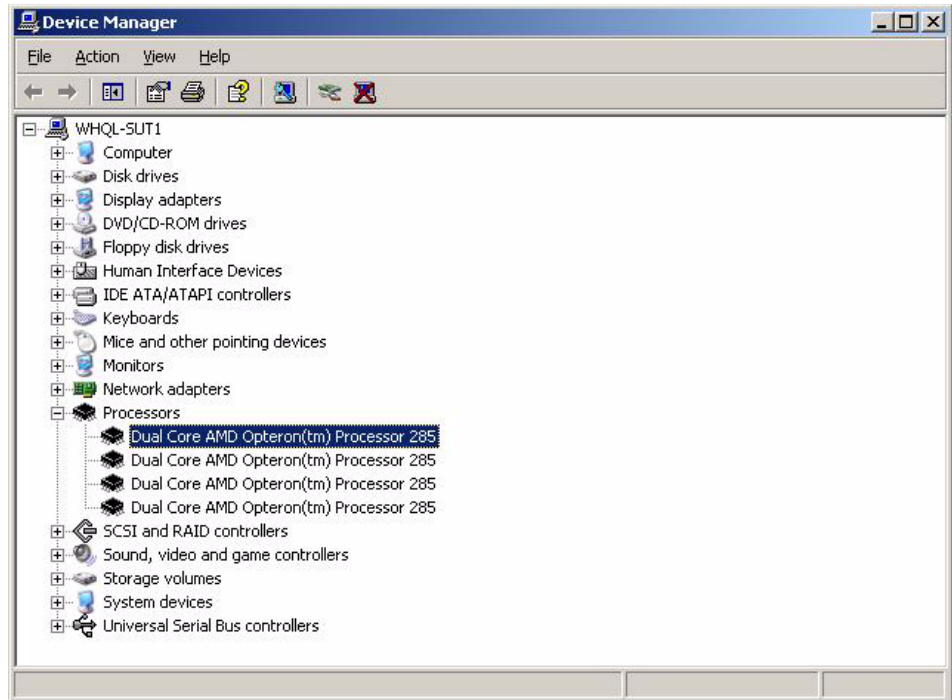 Device Manager
File Action View Help
WHQL-SUT1
Computer
Disk drives
Display adapters
DVD/CD-ROM drives
Floppy disk drives
Human Interface Devices
IDE ATA/ATAPI controllers
Keyboards
Mice and other pointing devices
Monitors
Network adapters
Processors
Dual Core AMD Opteron(tm) Processor 285
Dual Core AMD Opteron(tm) Processor 285
Dual Core AMD Opteron(tm) Processor 285
Dual Core AMD Opteron(tm) Processor 285
SCSI and RAID controllers
Sound, video and game controllers
Storage volumes
System devices
Universal Serial Bus controllers